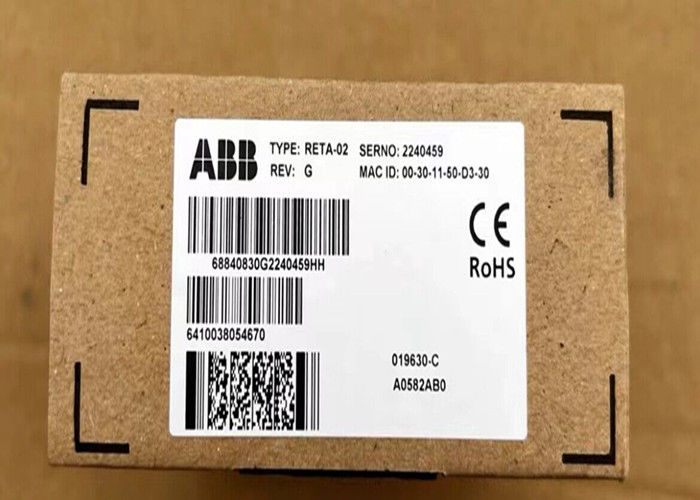 ABB
TYPE: RETA-02 SERNO: 2240459
REV: G MAC ID: 00-30-11-50-D3-30
CE
RoHS
68840830G2240459HH
6410038054670
019630-C
A0582AB0